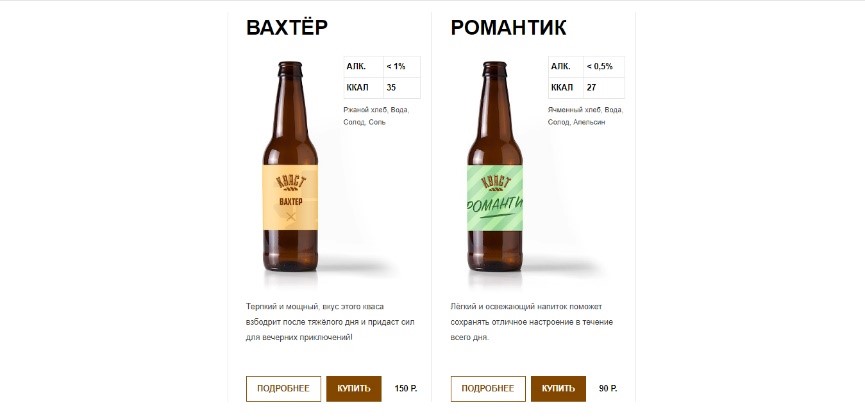 ВАХТЁР
АЛК. < 1%
ККАЛ 35
Ржаной хлеб, Вода,
Солод, Соль
КВАСТ
ВАХТЕР
Терпкий и мощный, вкус этого кваса
взбодрит после тяжёлого дня и придаст сил
для вечерних приключений!
ПОДРОБНЕЕ КУПИТЬ 150 Р.
РОМАНТИК
АЛК. < 0,5%
ККАЛ 27
Ячменный хлеб, Вода,
Солод, Апельсин
КВАСТ
РОМАНТИ
Лёгкий и освежающий напиток поможет
сохранять отличное настроение в течение
всего дня.
ПОДРОБНЕЕ КУПИТЬ 90 Р.